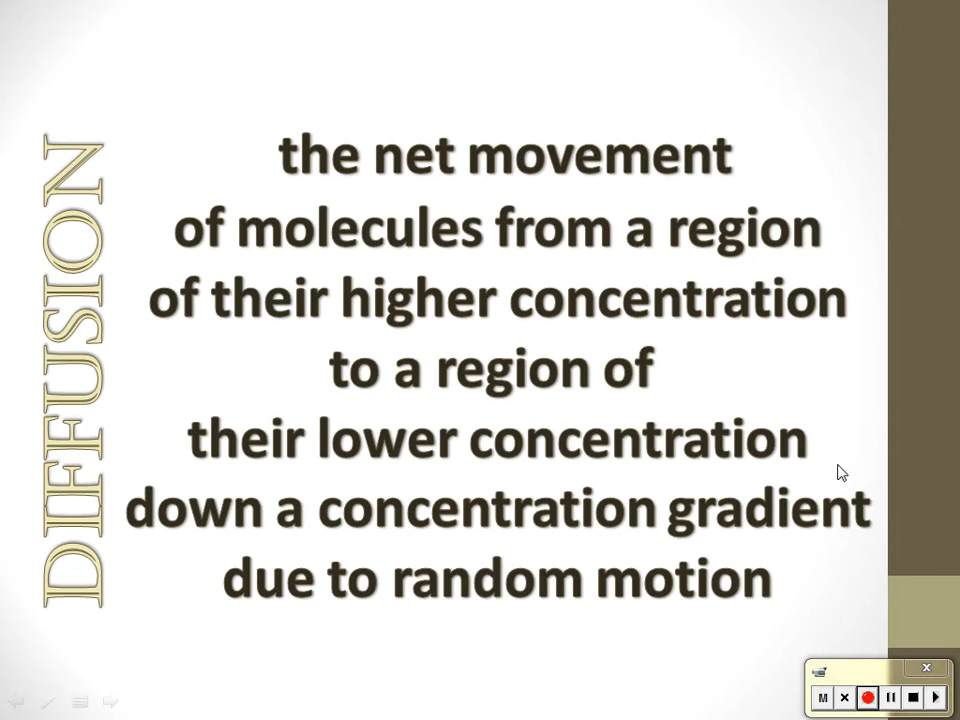 DIFFUSION
the net movement
of molecules from a region
of their higher concentration
to a region of
their lower concentration
down a concentration gradient
due to random motion
M